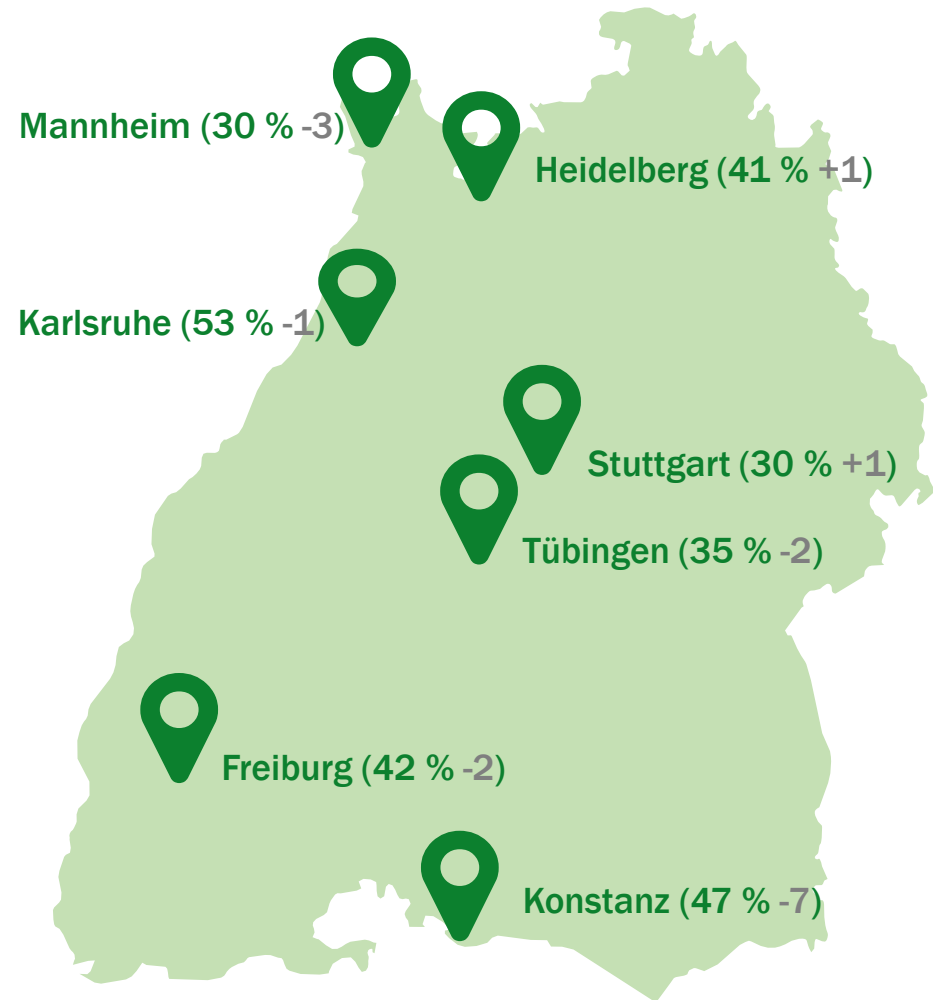 Mannheim (30 % -3)
Heidelberg (41 % +1)
Karlsruhe (53 % -1)
Stuttgart (30 % +1)
Tübingen (35 % -2)
Freiburg (42 % -2)
Konstanz (47 % -7)